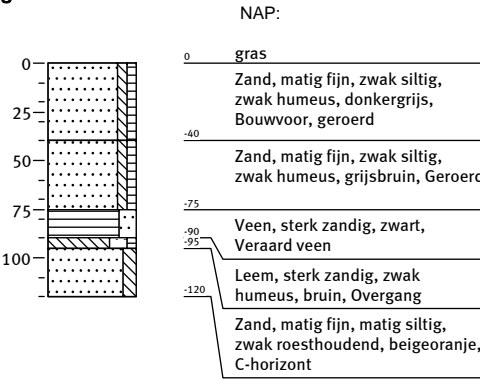 NAP:
0
25
50
75
100
0
gras
Zand, matig fijn, zwak siltig,
zwak humeus, donkergrijs,
Bouwvoor, geroerd
-40
Zand, matig fijn, zwak siltig,
zwak humeus, grijsbruin, Geroerd
-75
Veen, sterk zandig, zwart,
Veraard veen
-90
-95
Leem, sterk zandig, zwak
humeus, bruin, Overgang
-120
Zand, matig fijn, matig siltig,
zwak roesthoudend, beigeoranje,
C-horizont